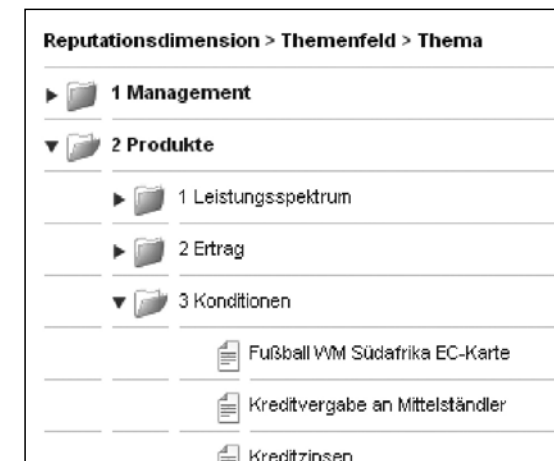 Reputationsdimension > Themenfeld > Thema
1 Management
2 Produkte
1 Leistungsspektrum
2 Ertrag
3 Konditionen
Fußball WM Südafrika EC-Karte
Kreditvergabe an Mittelständler
Kreditzinsen